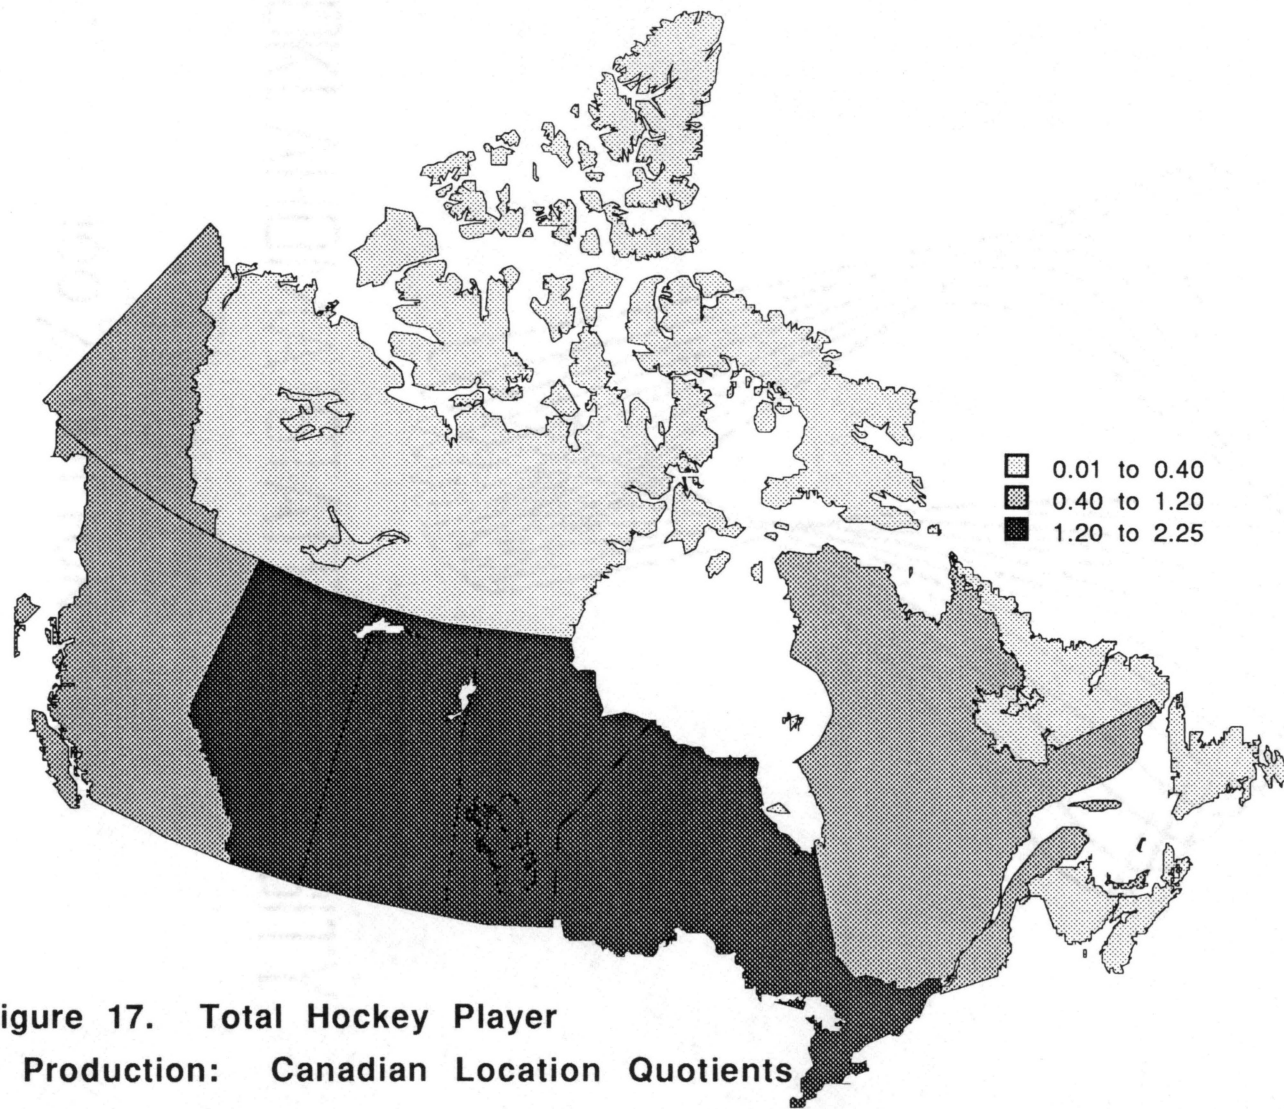 0.01 to 0.40
0.40 to 1.20
1.20 to 2.25
igure 17. Total Hockey Player
Production: Canadian Location Quotients